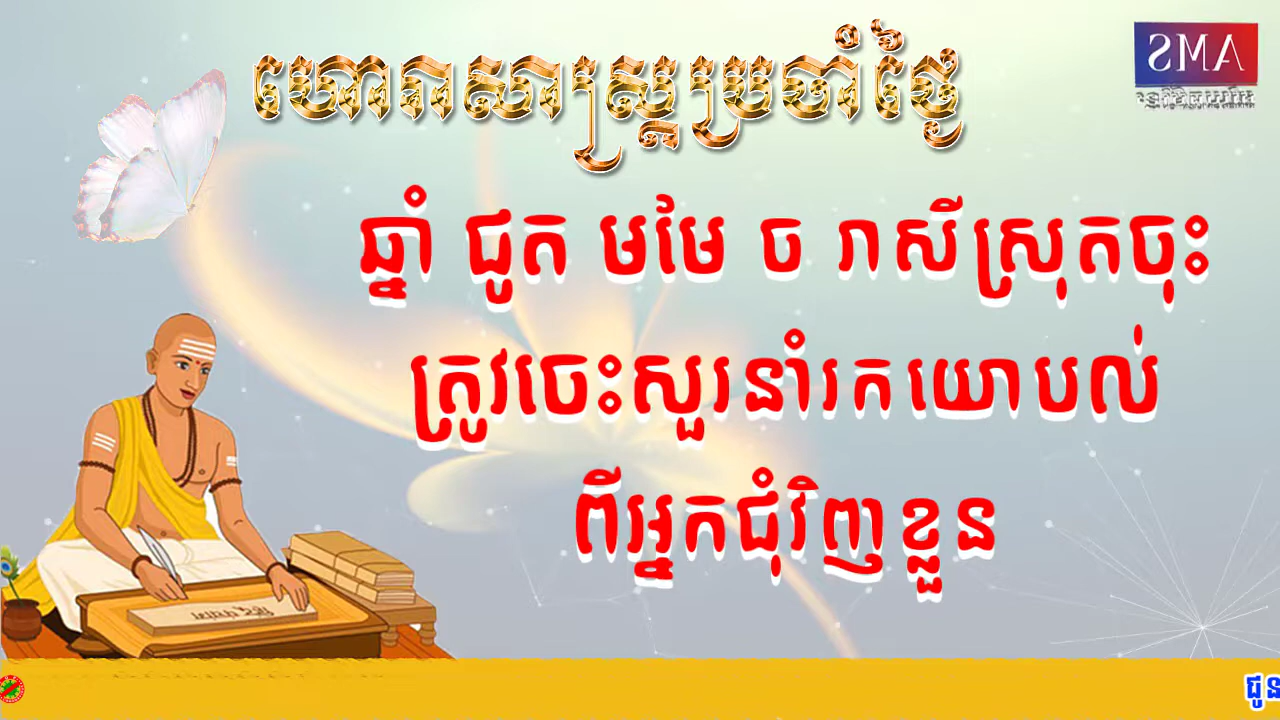 ហោរាសាស្ត្រប្រចាំថ្ងៃ
SMA
ឆ្នាំ ជូត មមែ ច រាសីស្រុតចុះ
ត្រូវចេះសួរនាំរកយោបល់
ពីអ្នកជុំវិញខ្លួន
ជូន